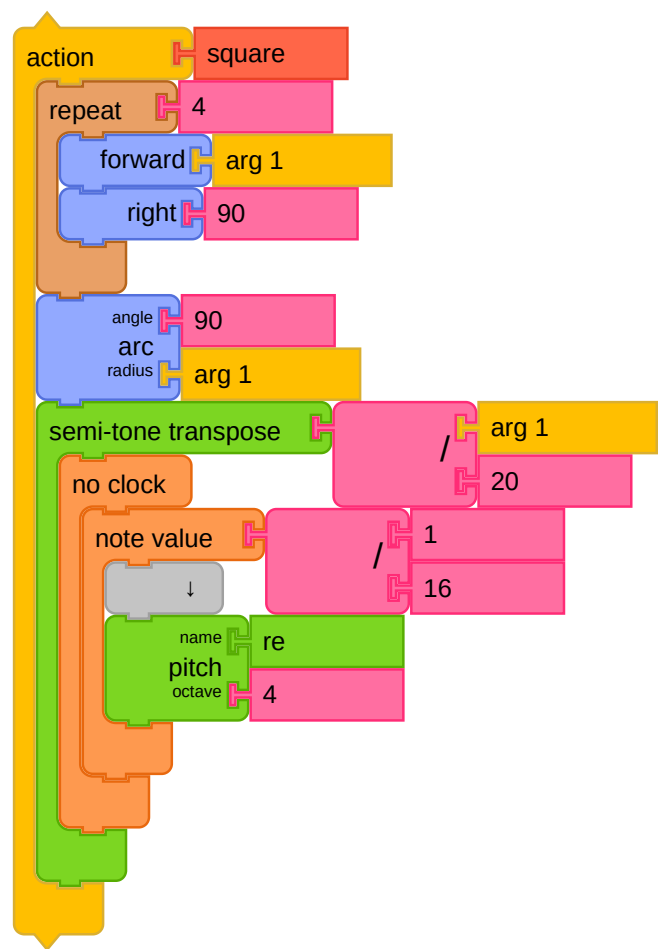 action square
repeat 4
forward arg 1
right 90
angle 90
arc
radius arg 1
semi-tone transpose / arg 1
20
no clock
note value / 1
16
↓
name re
pitch
octave 4